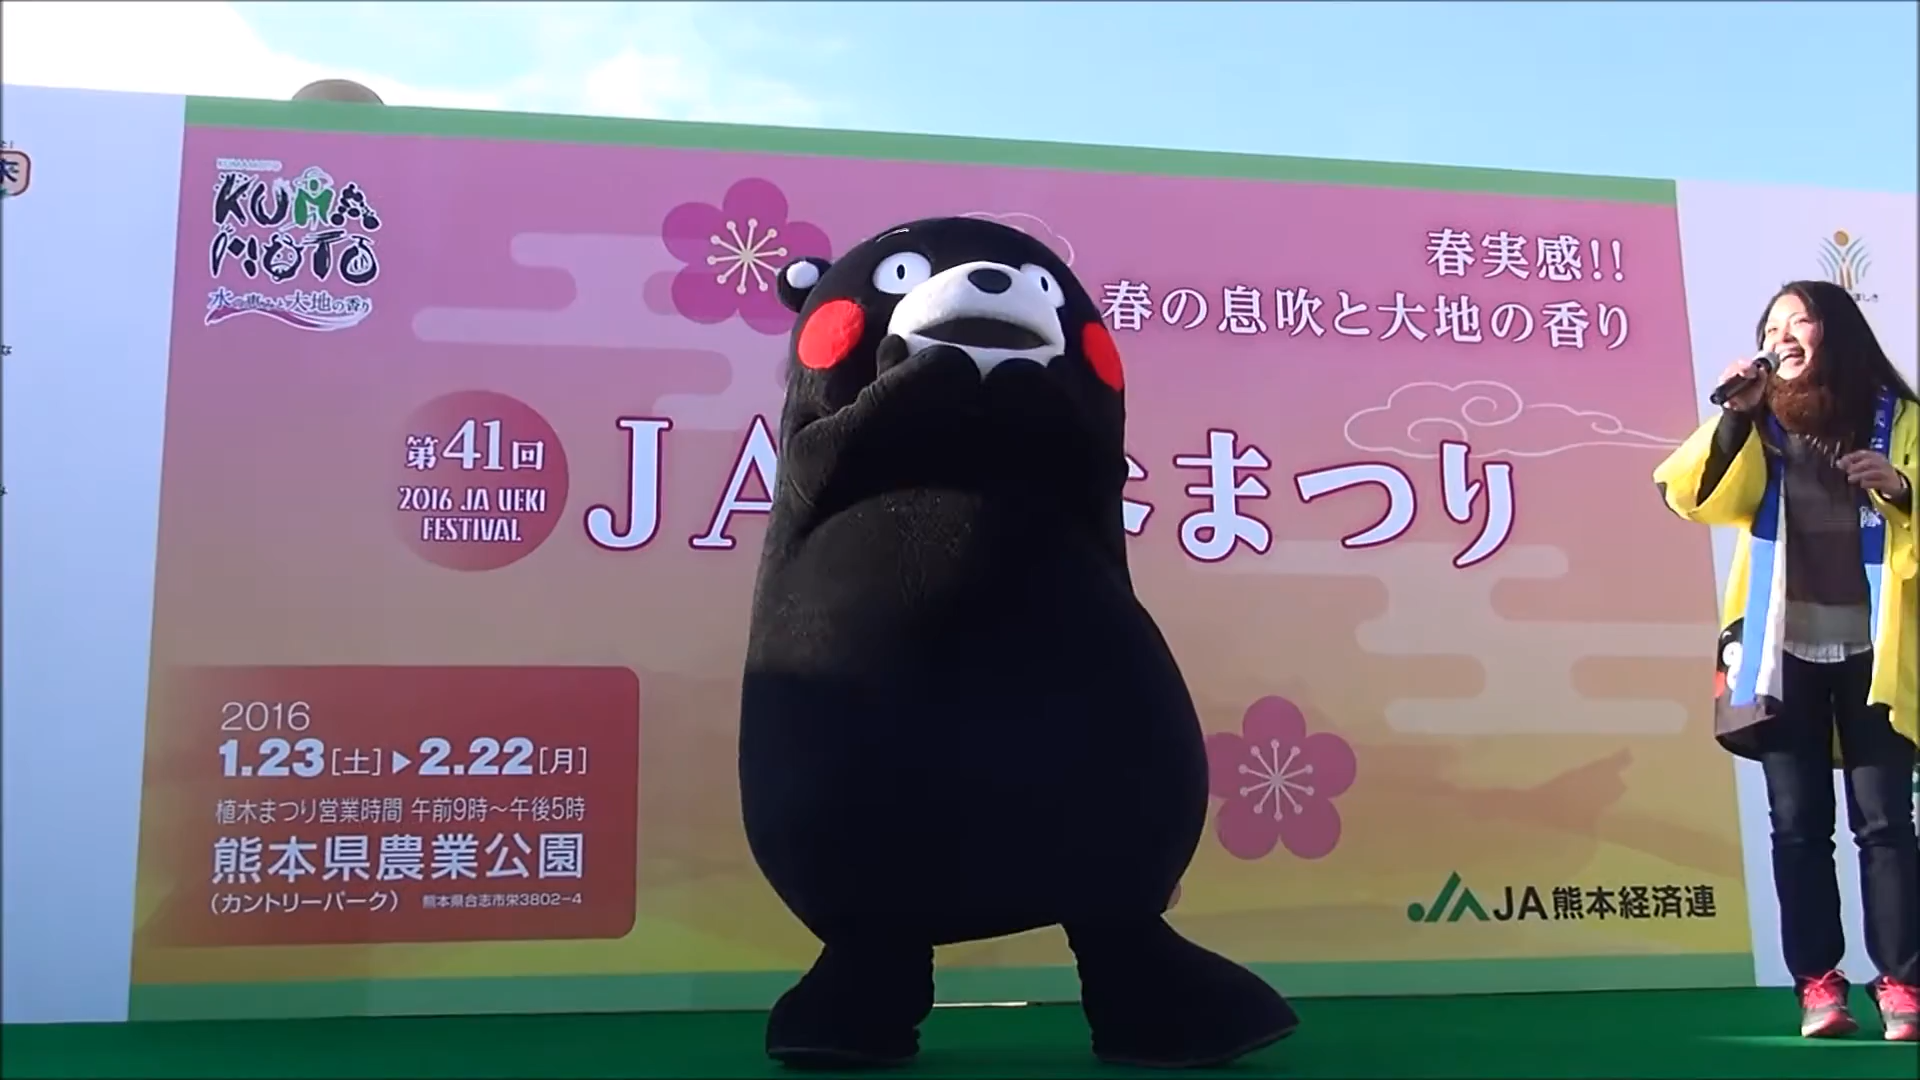 KUMAMOTO
KUMA
MOTO
水の恵みと大地の香り
春実感!!
春の息吹と大地の香り
第41回
2016 JA UEKI
FESTIVAL
JA
まつり
2016
1.23[土]▶2.22[月]
植木まつり営業時間 午前9時～午後5時
熊本県農業公園
(カントリーパーク) 熊本県合志市栄3802-4
JA熊本経済連